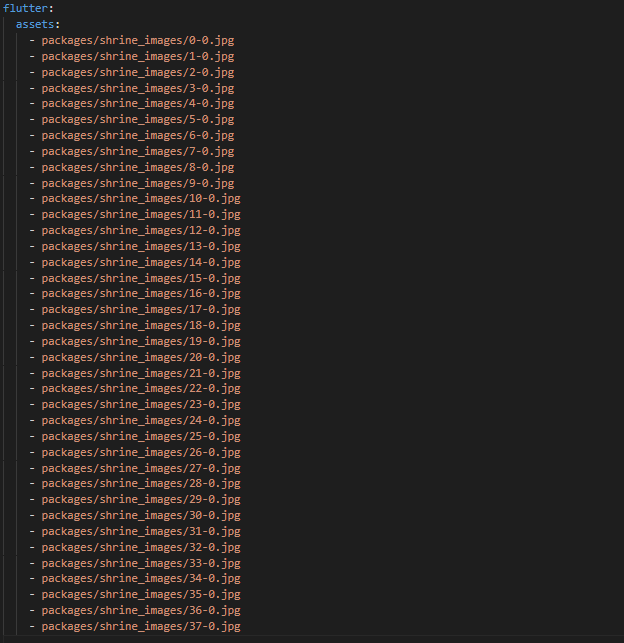 flutter:
assets:
- packages/shrine_images/0-0.jpg
- packages/shrine_images/1-0.jpg
- packages/shrine_images/2-0.jpg
- packages/shrine_images/3-0.jpg
- packages/shrine_images/4-0.jpg
- packages/shrine_images/5-0.jpg
- packages/shrine_images/6-0.jpg
- packages/shrine_images/7-0.jpg
- packages/shrine_images/8-0.jpg
- packages/shrine_images/9-0.jpg
- packages/shrine_images/10-0.jpg
- packages/shrine_images/11-0.jpg
- packages/shrine_images/12-0.jpg
- packages/shrine_images/13-0.jpg
- packages/shrine_images/14-0.jpg
- packages/shrine_images/15-0.jpg
- packages/shrine_images/16-0.jpg
- packages/shrine_images/17-0.jpg
- packages/shrine_images/18-0.jpg
- packages/shrine_images/19-0.jpg
- packages/shrine_images/20-0.jpg
- packages/shrine_images/21-0.jpg
- packages/shrine_images/22-0.jpg
- packages/shrine_images/23-0.jpg
- packages/shrine_images/24-0.jpg
- packages/shrine_images/25-0.jpg
- packages/shrine_images/26-0.jpg
- packages/shrine_images/27-0.jpg
- packages/shrine_images/28-0.jpg
- packages/shrine_images/29-0.jpg
- packages/shrine_images/30-0.jpg
- packages/shrine_images/31-0.jpg
- packages/shrine_images/32-0.jpg
- packages/shrine_images/33-0.jpg
- packages/shrine_images/34-0.jpg
- packages/shrine_images/35-0.jpg
- packages/shrine_images/36-0.jpg
- packages/shrine_images/37-0.jpg